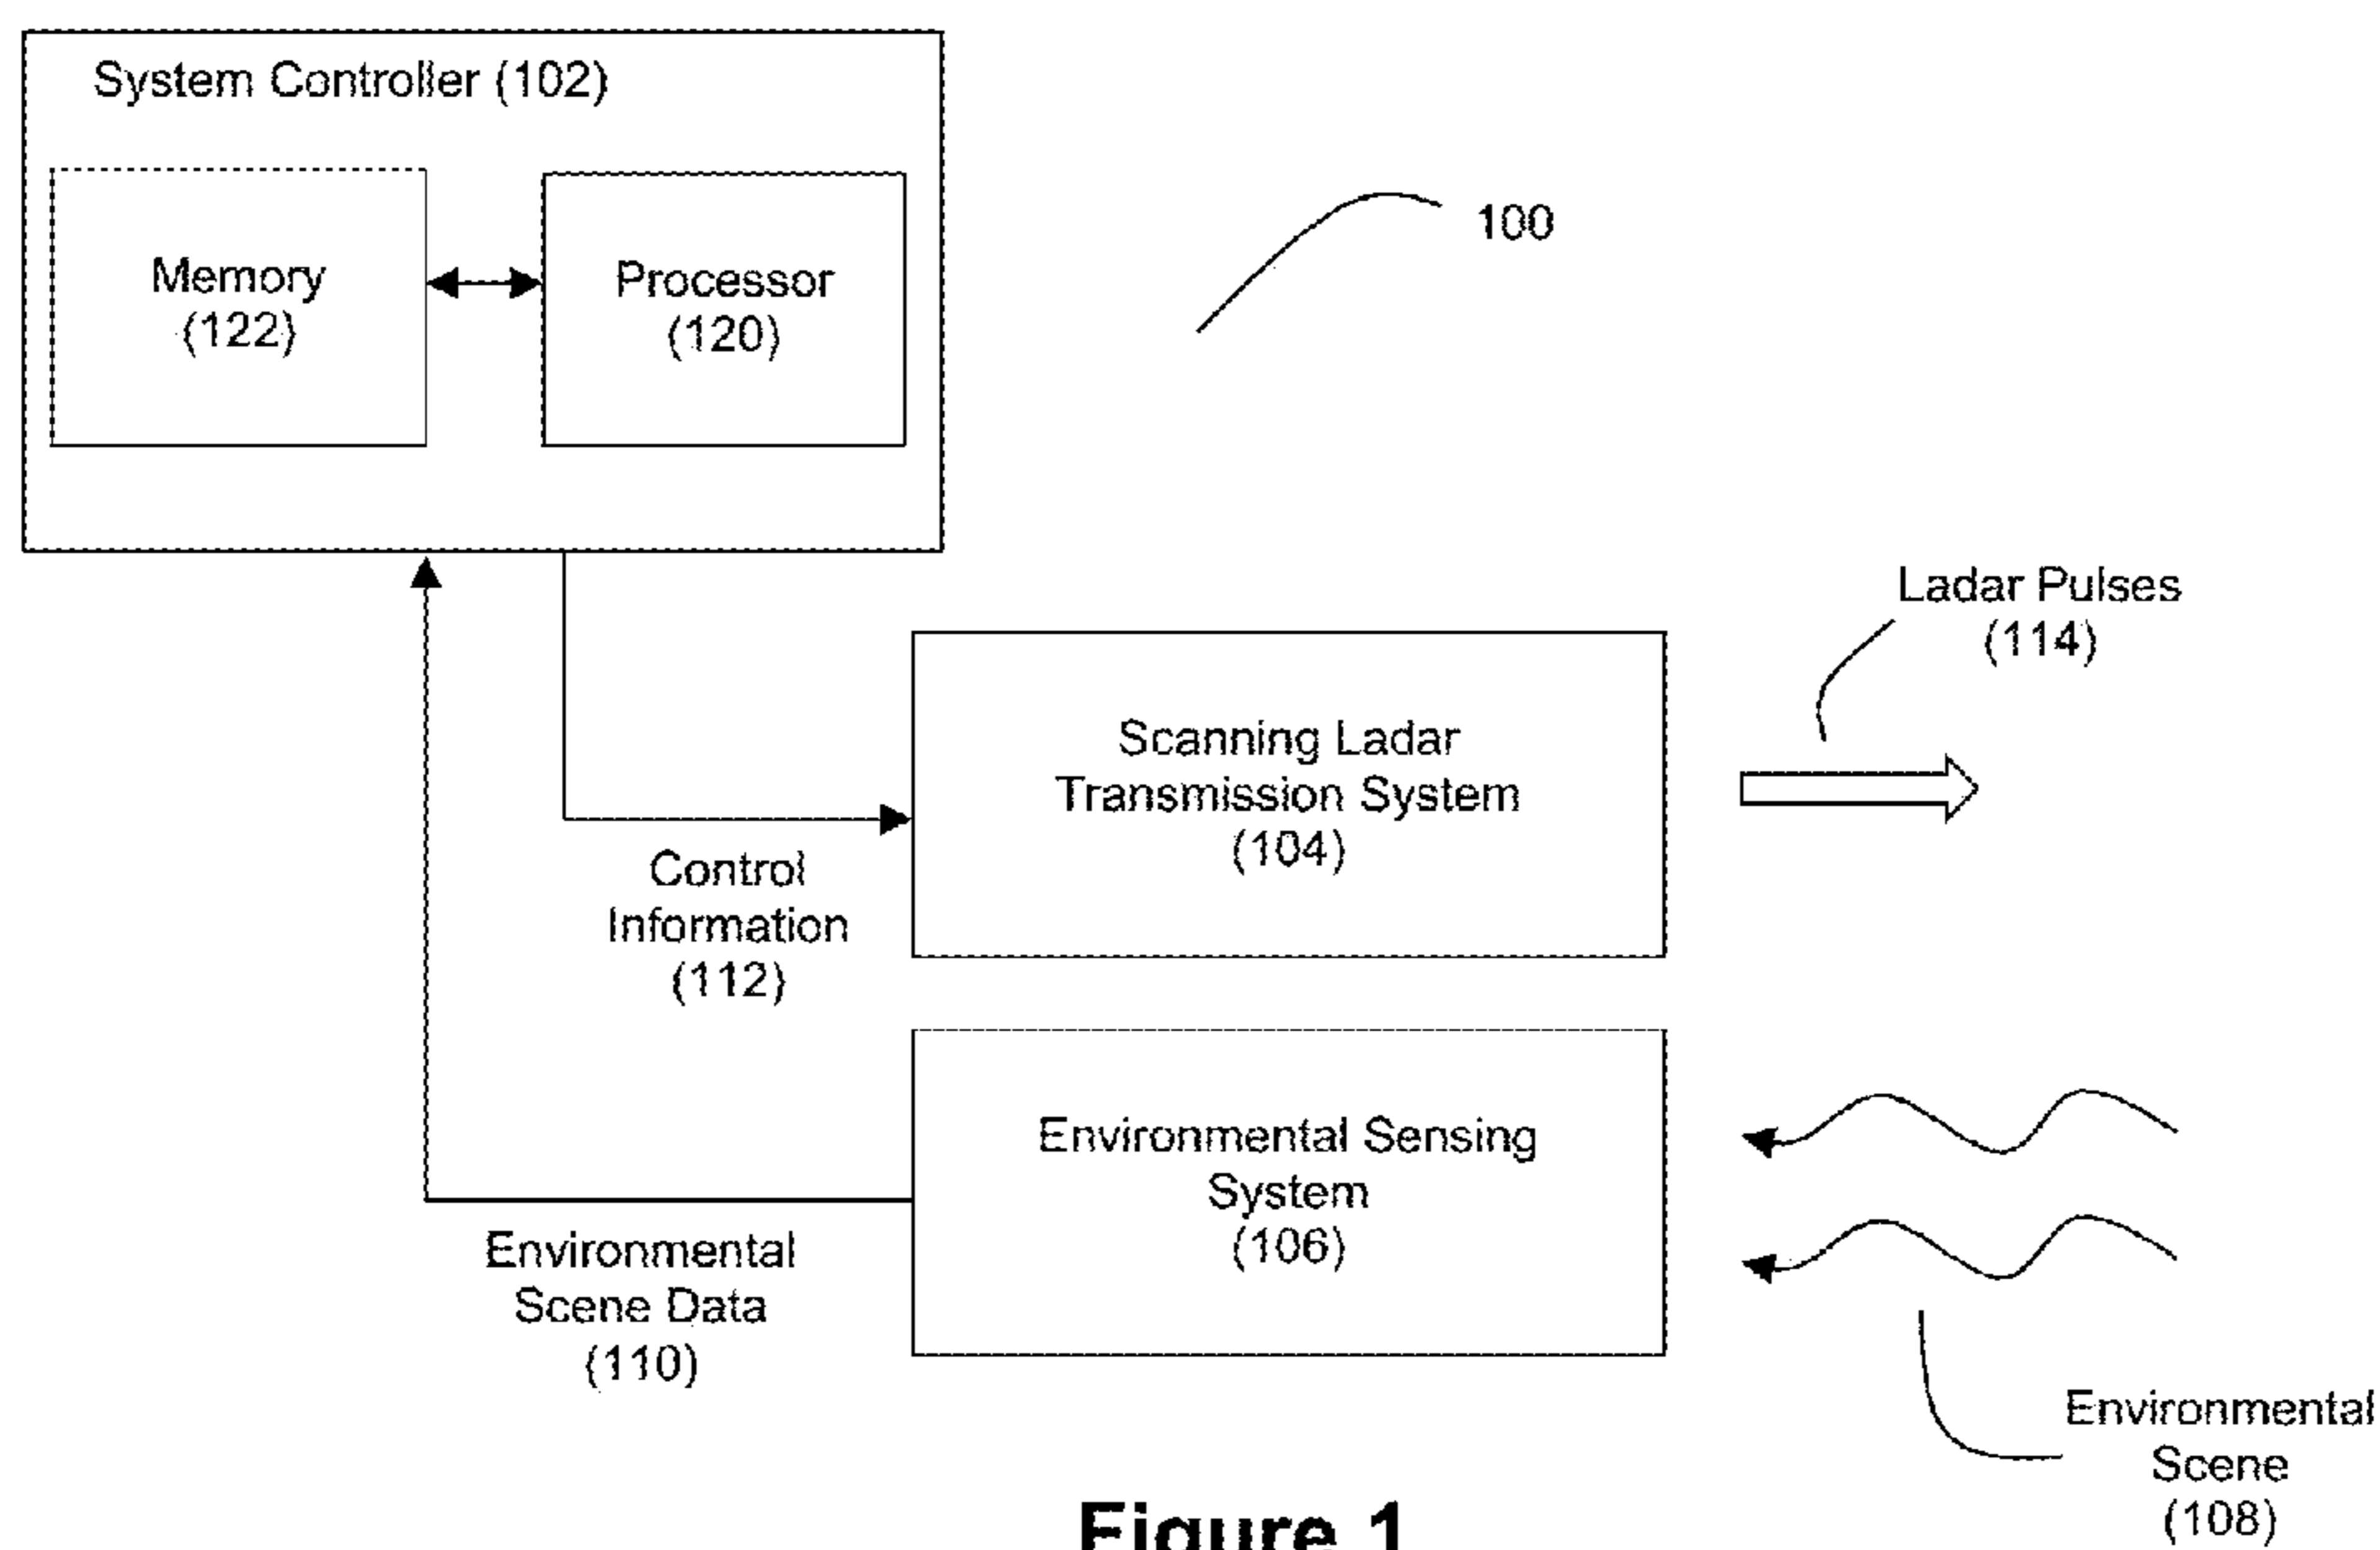 System Controller (102)
Memory
(122)
Processor
(120)
100
Ladar Pulses
(114)
Scanning Ladar
Transmission System
(104)
Control
Information
(112)
Environmental Sensing
System
(106)
Environmental
Scene Data
(110)
Environmental
Scene
(108)
Figure 1